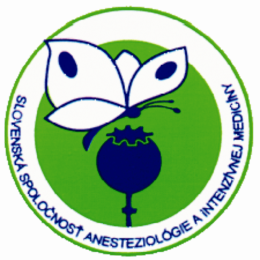 SLOVENSKÁ SPOLOČNOSŤ ANESTEZIOLÓGIE A INTENZÍVNEJ MEDICÍNY